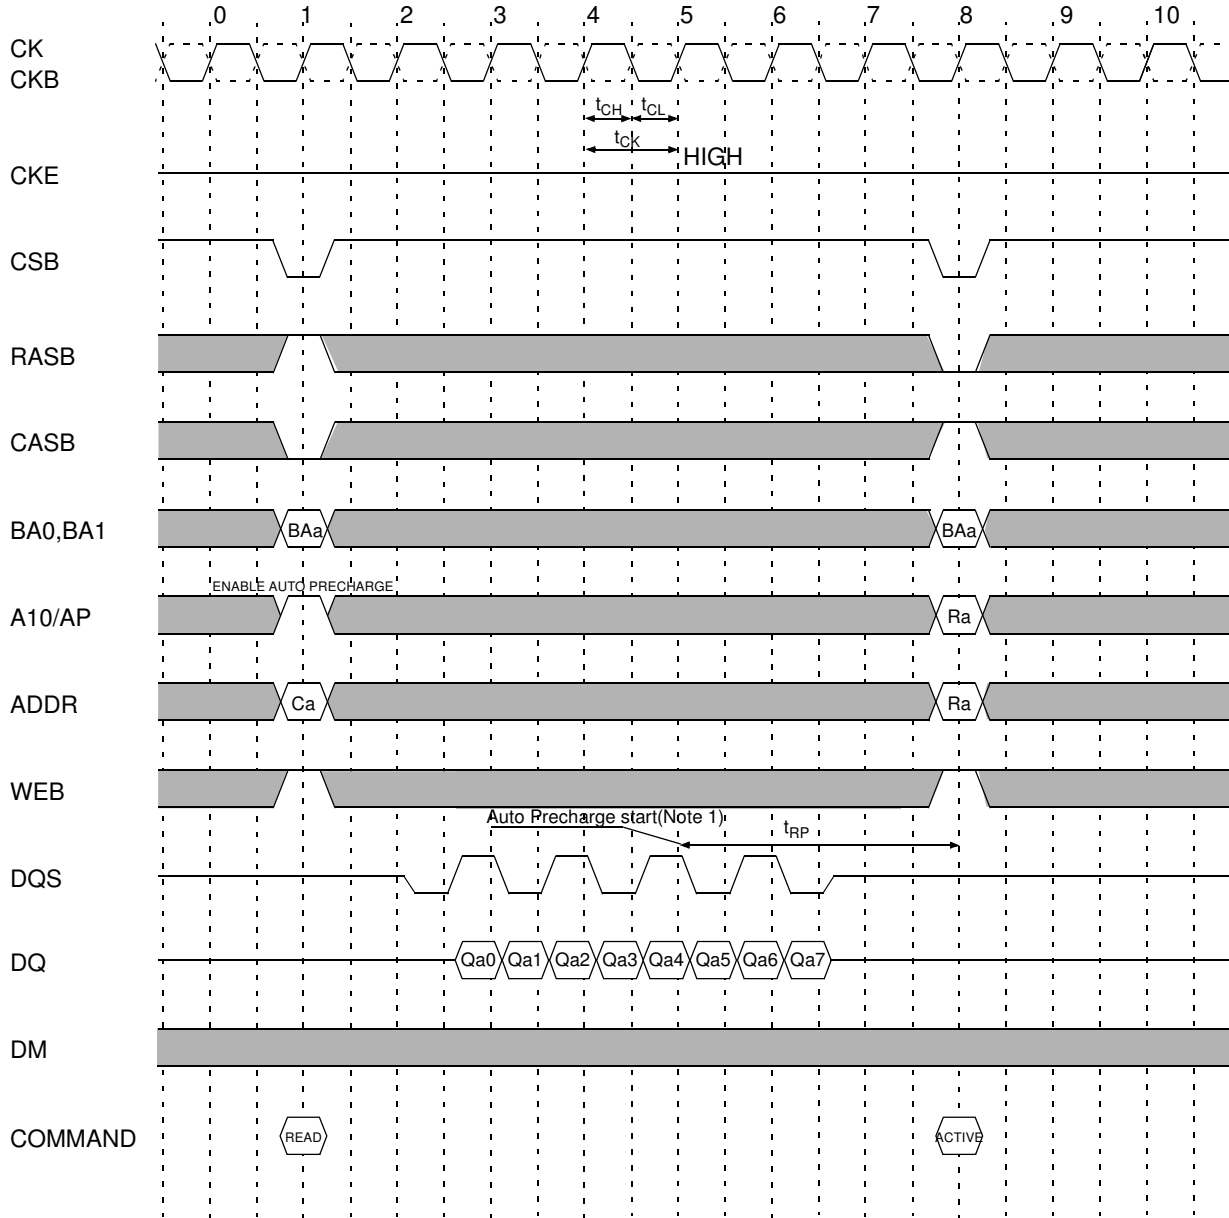 0 1 2 3 4 5 6 7 8 9 10
CK
CKB
tCH tCL
tCK
HIGH
CKE
CSB
RASB
CASB
BA0,BA1 BAa BAa
ENABLE AUTO PRECHARGE
A10/AP Ra
ADDR Ca Ra
WEB
Auto Precharge start(Note 1)
tRP
DQS
DQ Qa0 Qa1 Qa2 Qa3 Qa4 Qa5 Qa6 Qa7
DM
COMMAND READ ACTIVE